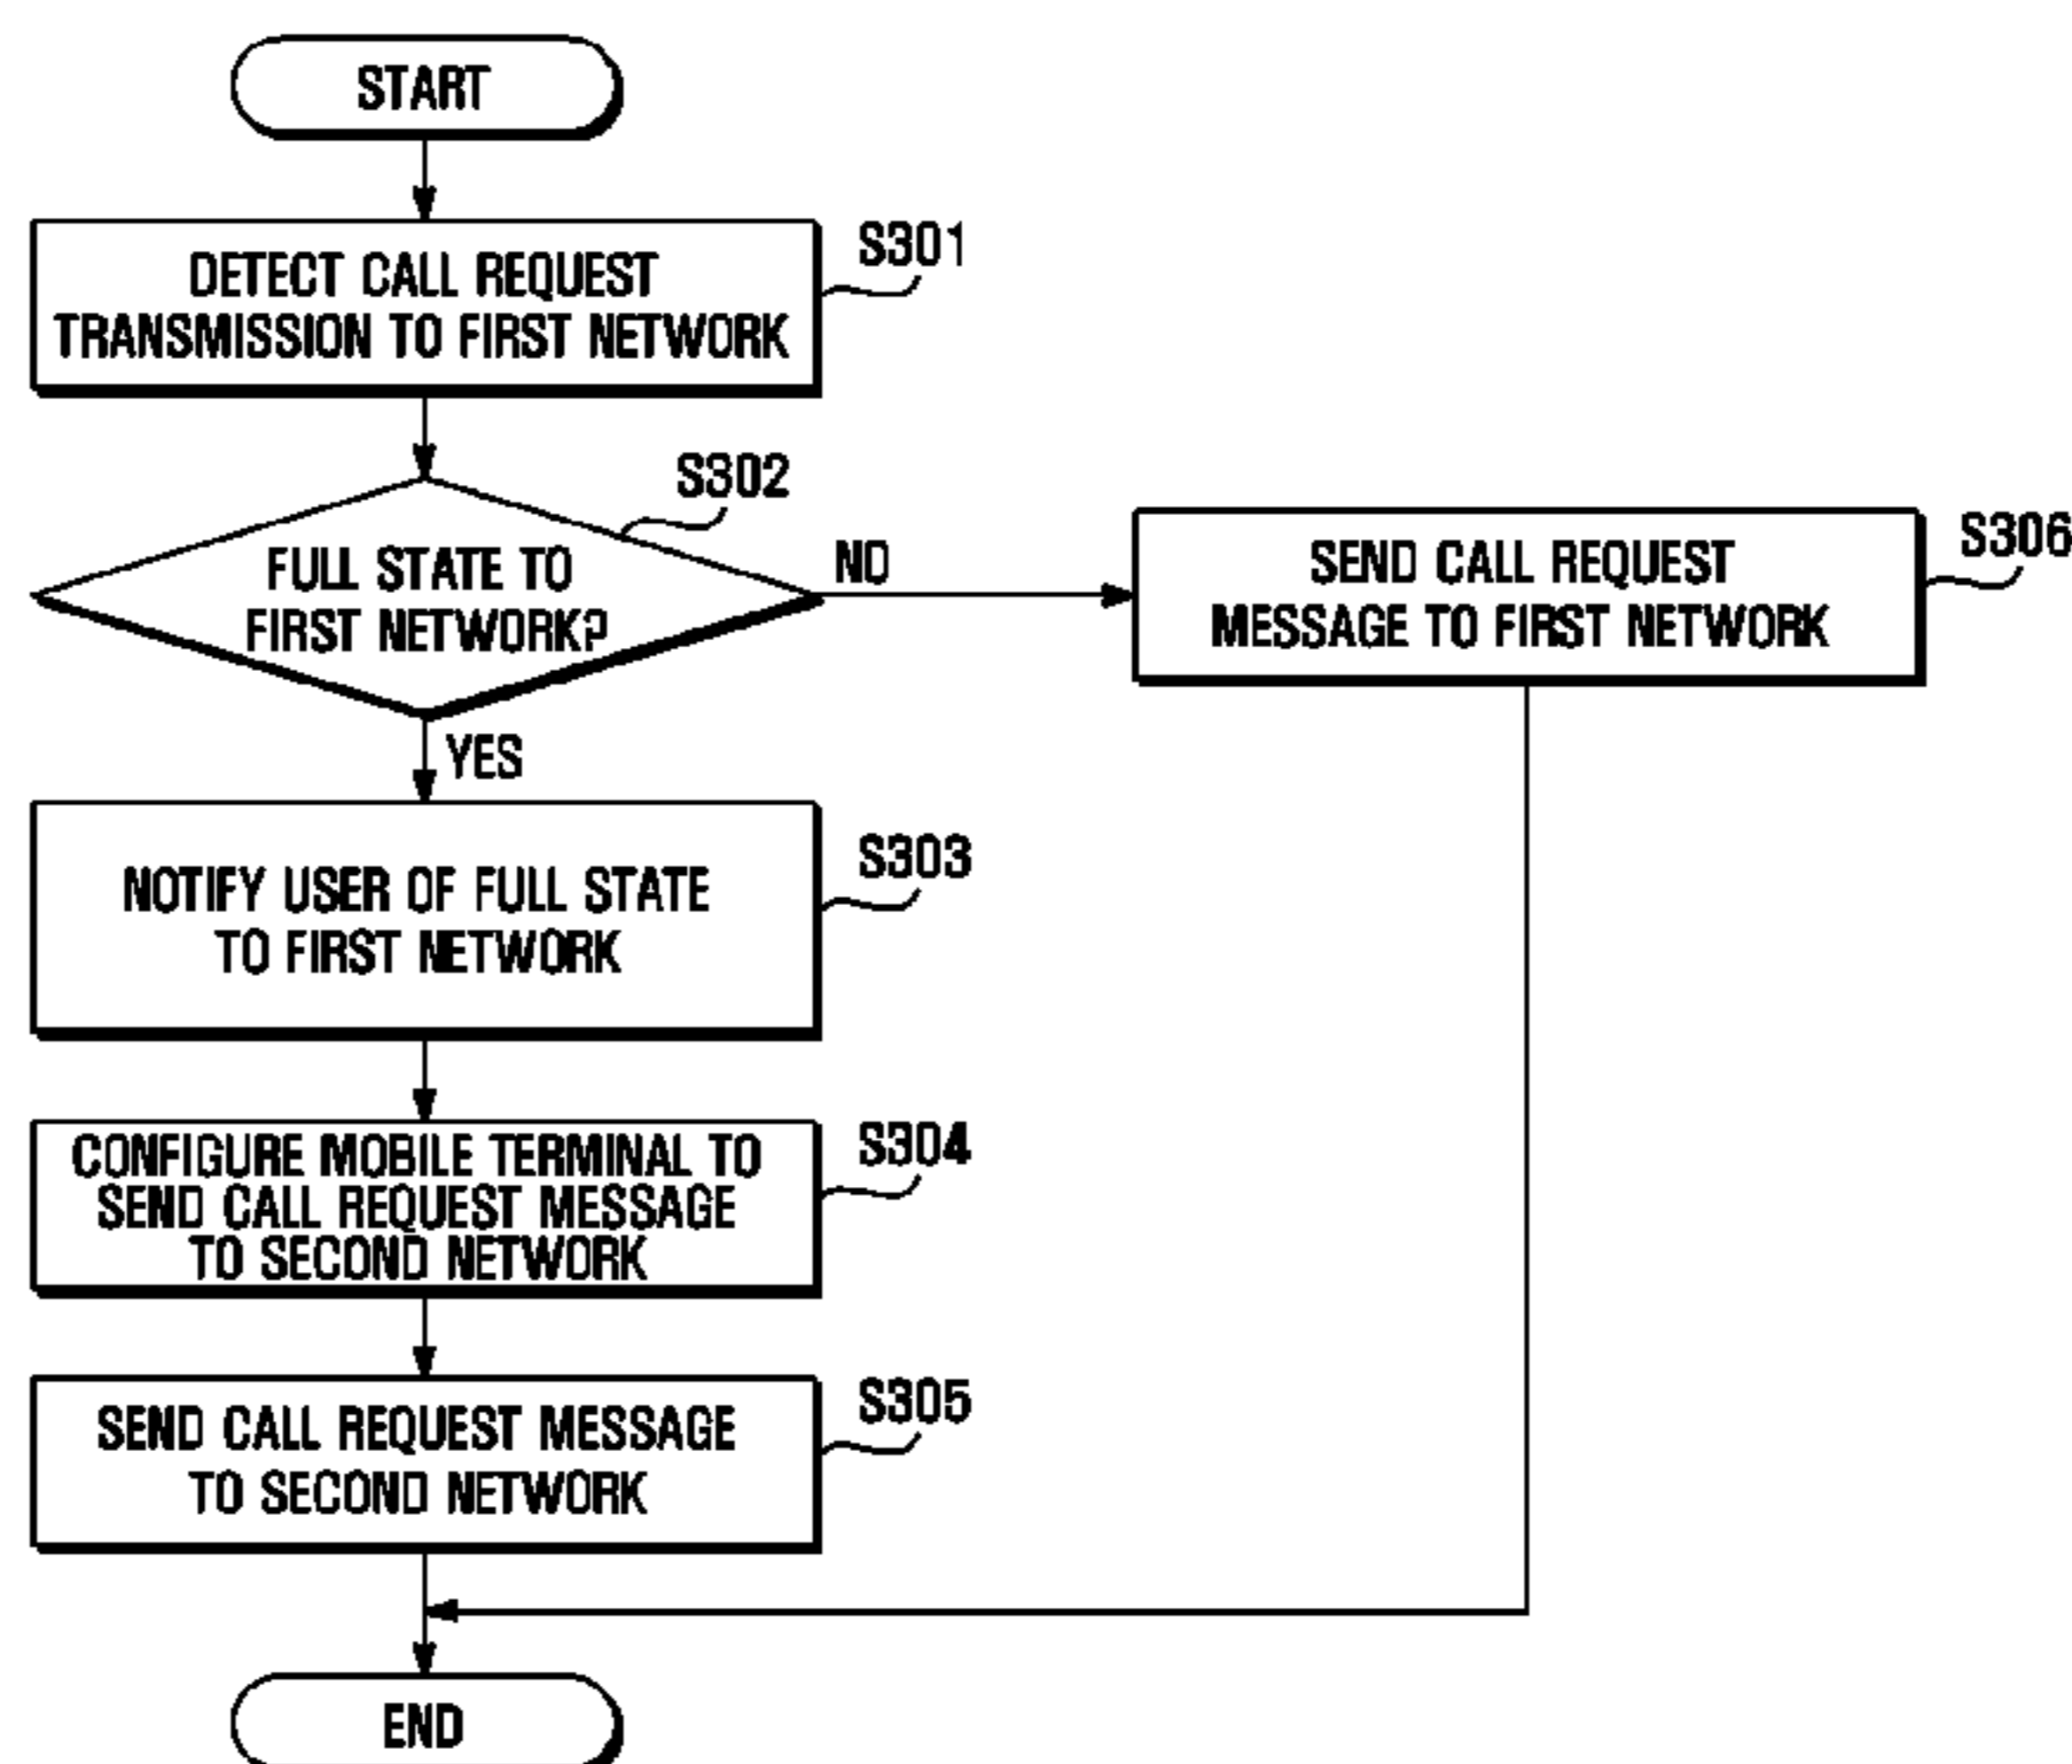 START
DETECT CALL REQUEST
TRANSMISSION TO FIRST NETWORK
S301
S302
FULL STATE TO
FIRST NETWORK?
NO
SEND CALL REQUEST
MESSAGE TO FIRST NETWORK
S306
YES
NOTIFY USER OF FULL STATE
TO FIRST NETWORK
S303
CONFIGURE MOBILE TERMINAL TO
SEND CALL REQUEST MESSAGE
TO SECOND NETWORK
S304
SEND CALL REQUEST MESSAGE
TO SECOND NETWORK
S305
END